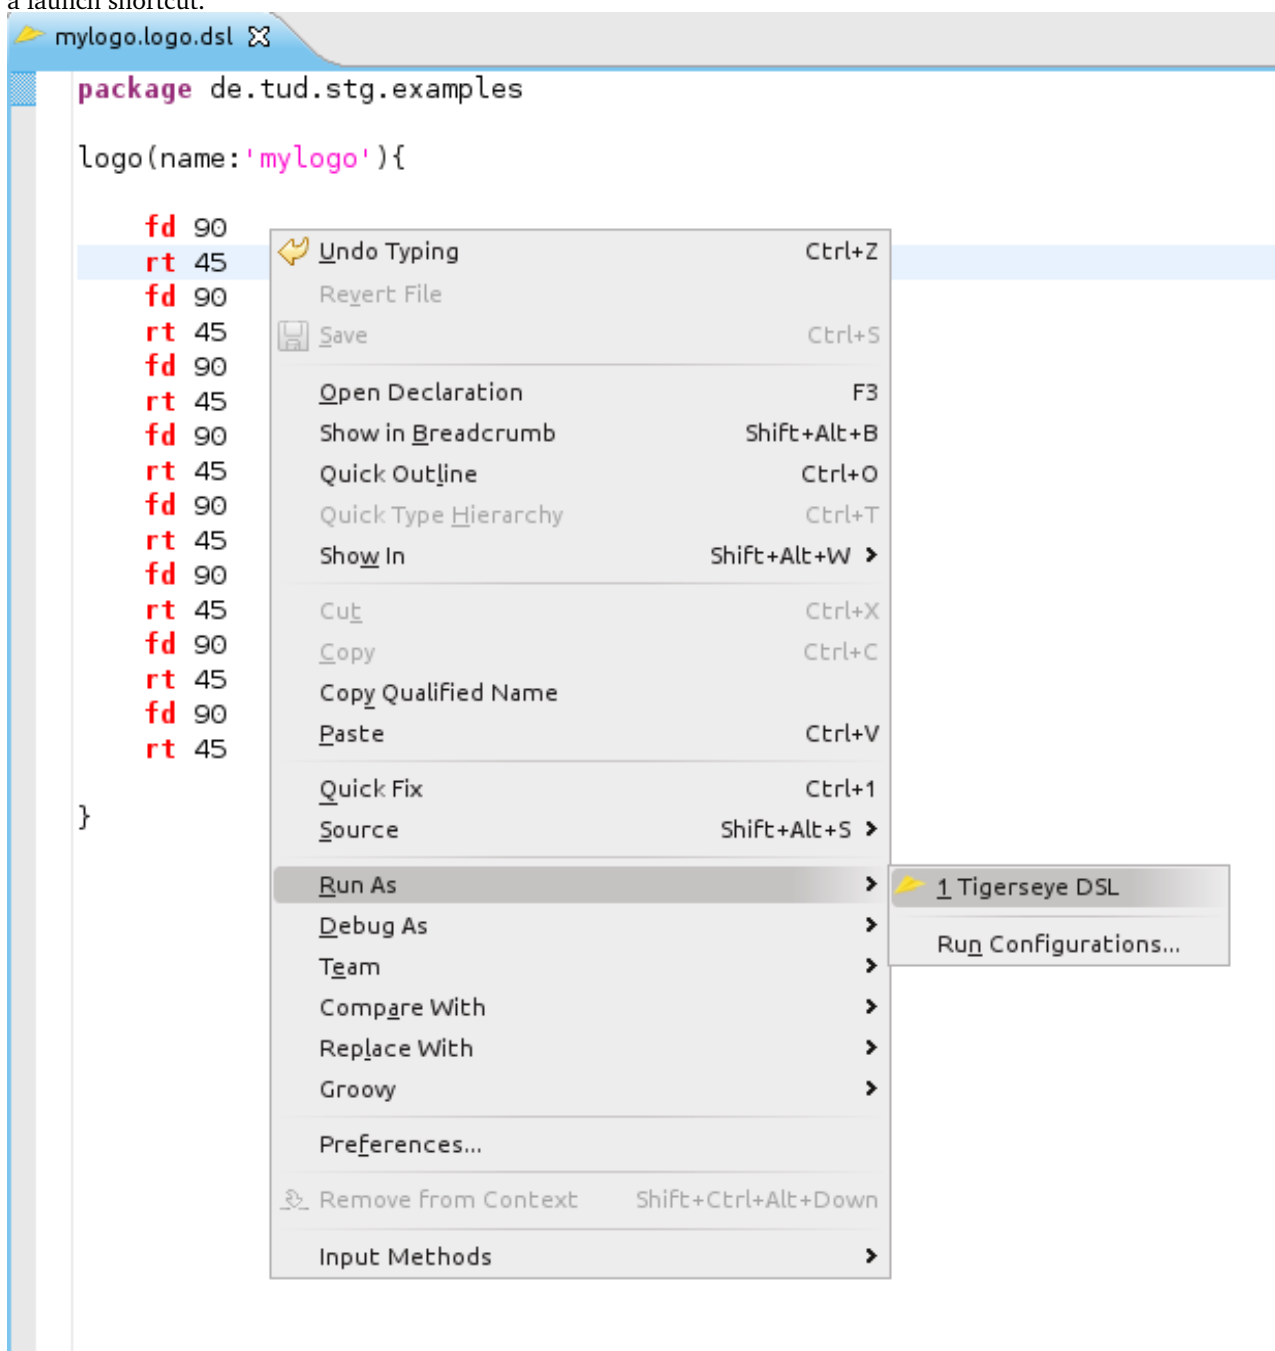 a launch shortcut.
mylogo.logo.dsl
package de.tud.stg.examples
logo(name:'mylogo'){
fd 90
rt 45
fd 90
rt 45
fd 90
rt 45
fd 90
rt 45
fd 90
rt 45
fd 90
rt 45
fd 90
rt 45
fd 90
rt 45
}
Undo Typing Ctrl+Z
Revert File
Save Ctrl+S
Open Declaration F3
Show in Breadcrumb Shift+Alt+B
Quick Outline Ctrl+O
Quick Type Hierarchy Ctrl+T
Show In Shift+Alt+W
Cut Ctrl+X
Copy Ctrl+C
Copy Qualified Name
Paste Ctrl+V
Quick Fix Ctrl+1
Source Shift+Alt+S
Run As
Debug As
Team
Compare With
Replace With
Groovy
Preferences...
Remove from Context Shift+Ctrl+Alt+Down
Input Methods
1 Tigerseye DSL
Run Configurations...